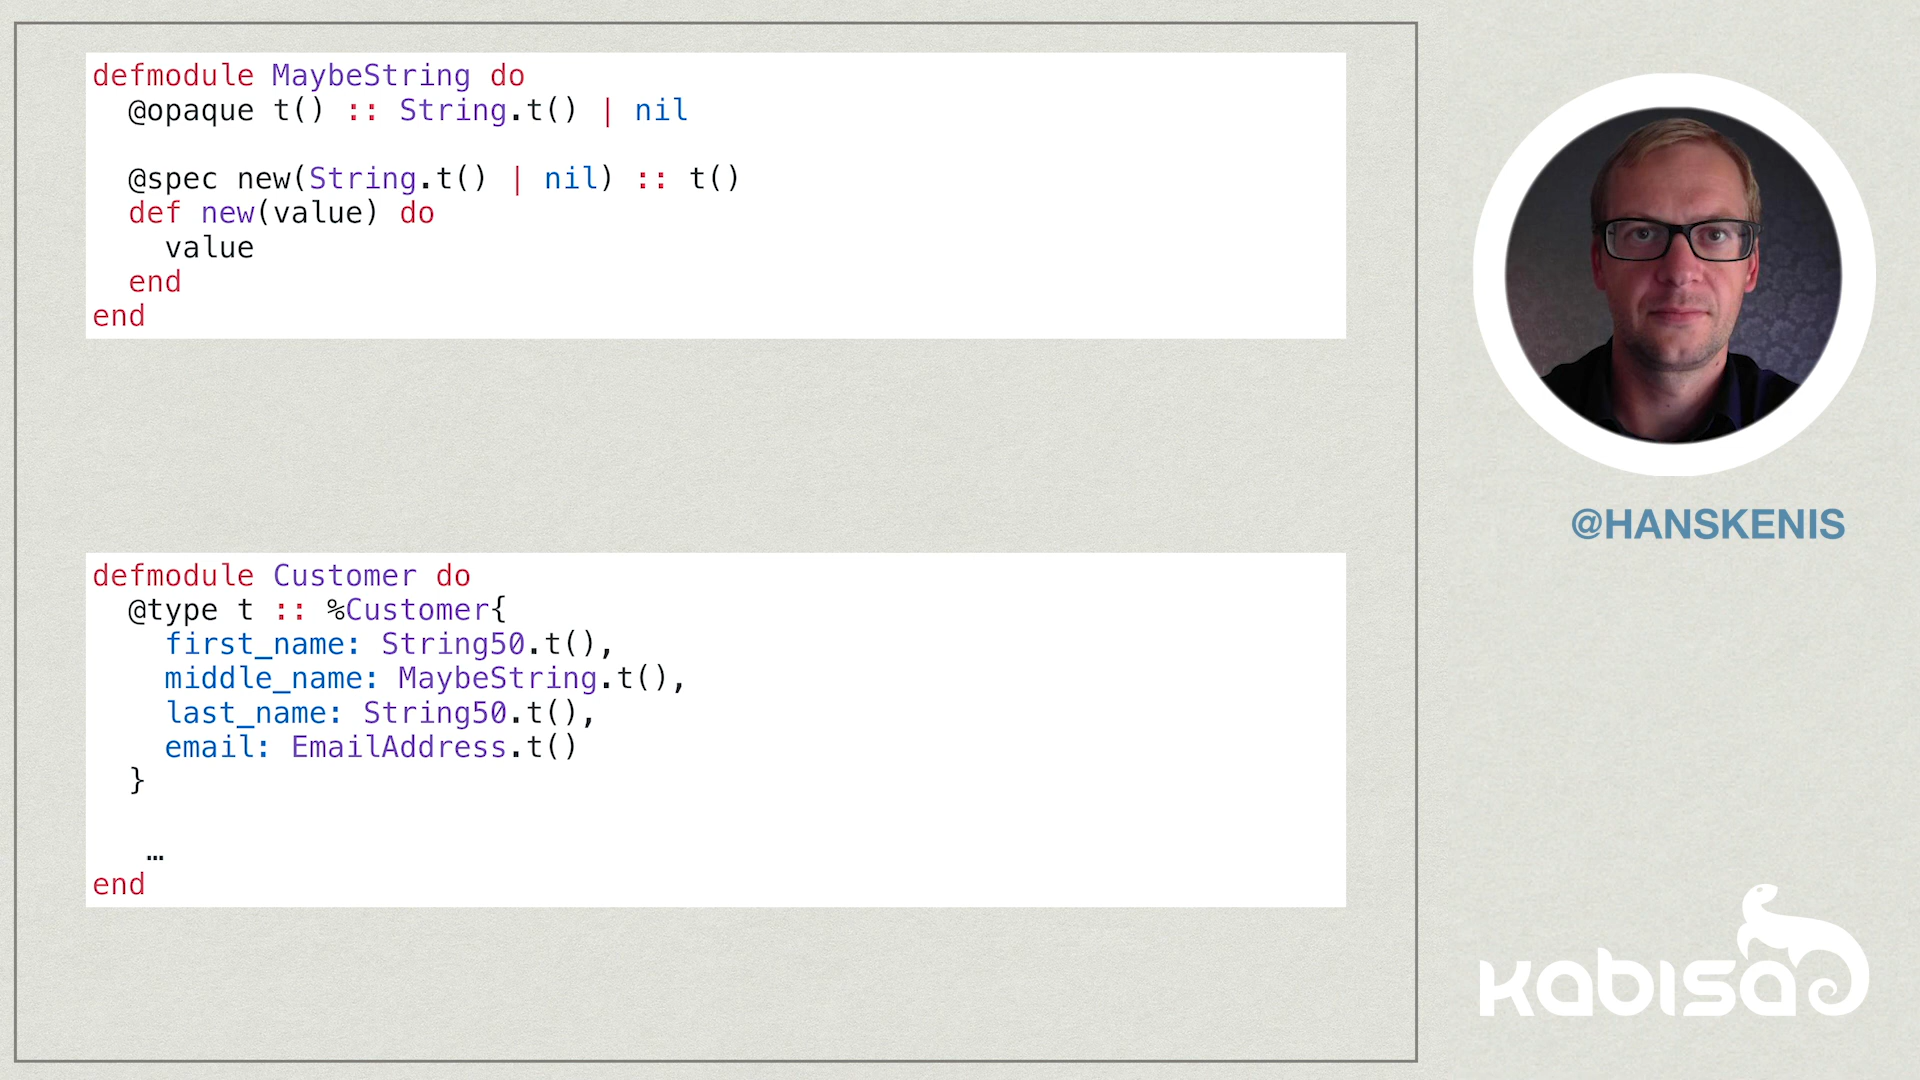 defmodule MaybeString do
  @opaque t() :: String.t() | nil

  @spec new(String.t() | nil) :: t()
  def new(value) do
    value
  end
end
defmodule Customer do
  @type t :: %Customer{
    first_name: String50.t(),
    middle_name: MaybeString.t(),
    last_name: String50.t(),
    email: EmailAddress.t()
  }

   …
end
@HANSKENIS
kabisa